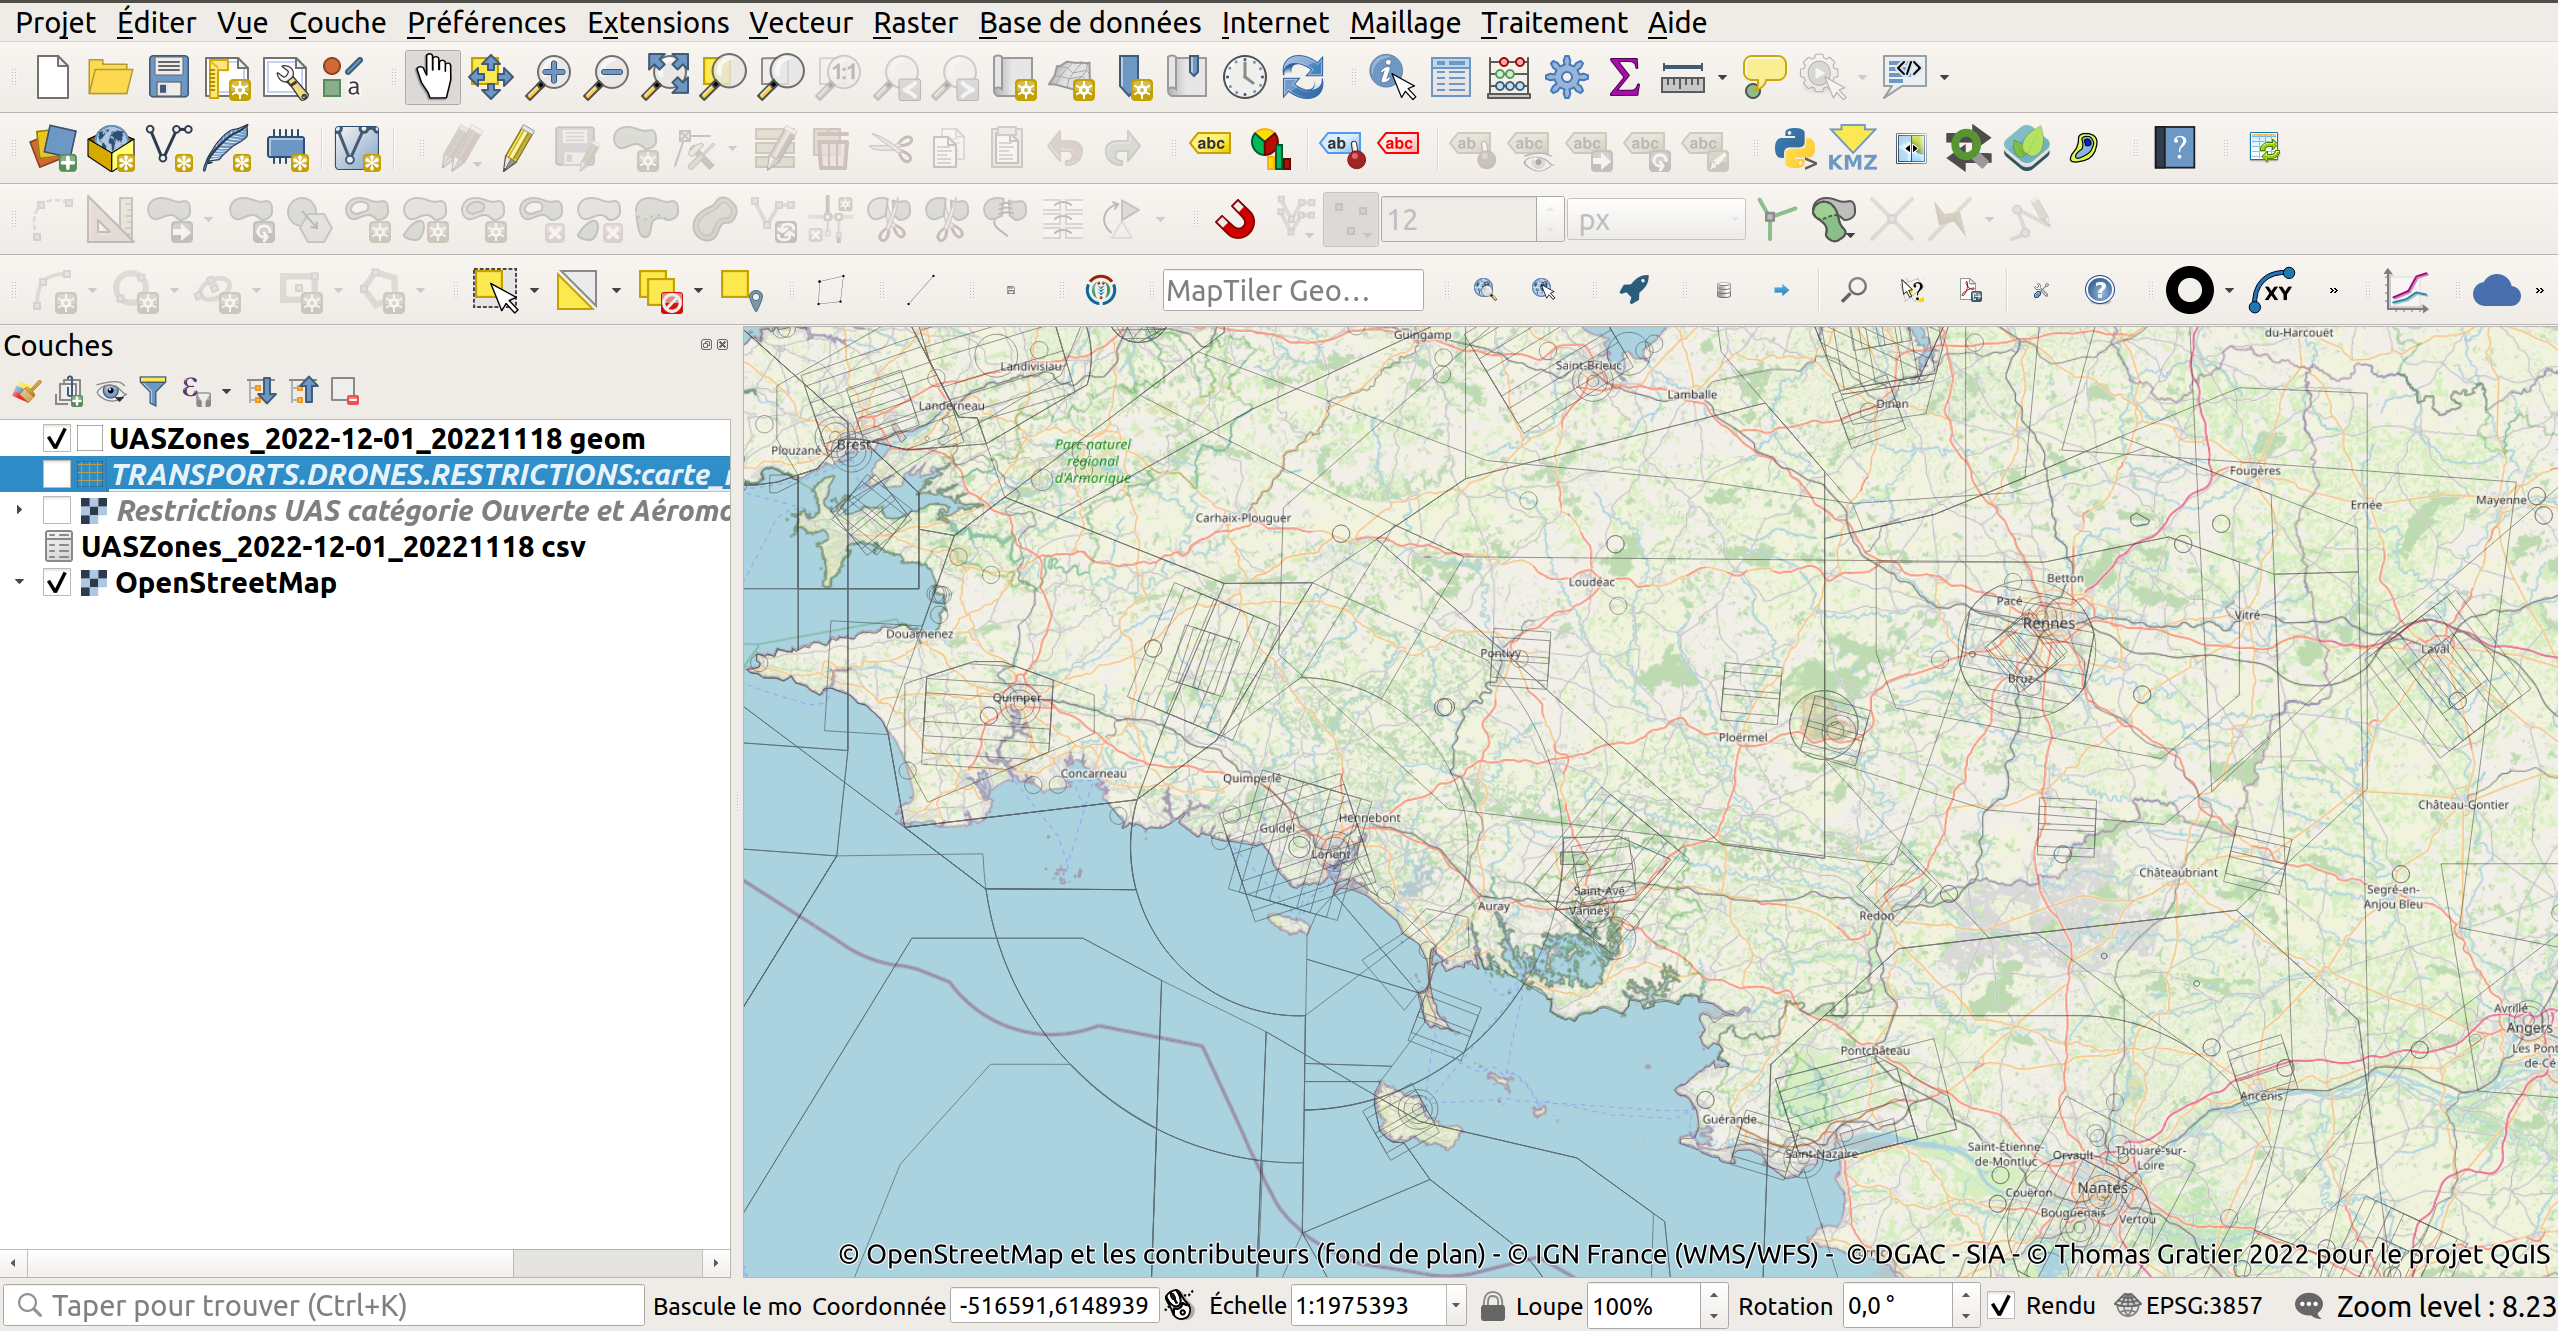 Projet Éditer Vue Couche Préférences Extensions Vecteur Raster Base de données Internet Maillage Traitement Aide
a 1:1
abc ab abc ab abc abc abc abc KMZ ?
12 px
MapTiler Geo... ? ? XY » »
Couches
UASZones_2022-12-01_20221118 geom
TRANSPORTS.DRONES.RESTRICTIONS:carte_
Restrictions UAS catégorie Ouverte et Aéromo
UASZones_2022-12-01_20221118 csv
OpenStreetMap
Guingamp
du-Harcouët
Landivisiau
Saint-Brieuc
Lamballe
Landerneau
Dinan
Plouzané
Brest
Parc naturel
régional
d'Armorique
Fougères
Ernée
Mayenne
Carhaix-Plouguer
Loudéac
Betton
Pacé
Rennes
Vitré
Douarnenez
Pontivy
Laval
Bruz
Quimper
Ploërmel
Concarneau
Quimperlé
Château-Gontier
Guidel
Hennebont
Lorient
Châteaubriant
Saint-Avé
Segré-en-
Anjou Bleu
Auray
Vannes
Redon
Avrillé
Angers
Les Pont
de-Cé
Pontchâteau
Ancenis
Guérande
Saint-Nazaire
Saint-Étienne-
de-Montluc
Orvault
Thouaré-sur-
Loire
Couëron
Nantes
Bouguenais
Vertou
© OpenStreetMap et les contributeurs (fond de plan) - © IGN France (WMS/WFS) - © DGAC - SIA - © Thomas Gratier 2022 pour le projet QGIS
Taper pour trouver (Ctrl+K) Bascule le mo Coordonnée -516591,6148939 Échelle 1:1975393 Loupe 100% Rotation 0,0 ° Rendu EPSG:3857 Zoom level : 8.23